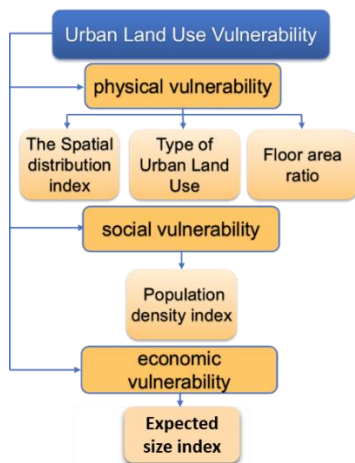 Urban Land Use Vulnerability
physical vulnerability
The Spatial
distribution
index
Type of
Urban Land
Use
Floor area
ratio
social vulnerability
Population
density index
economic
vulnerability
Expected
size index